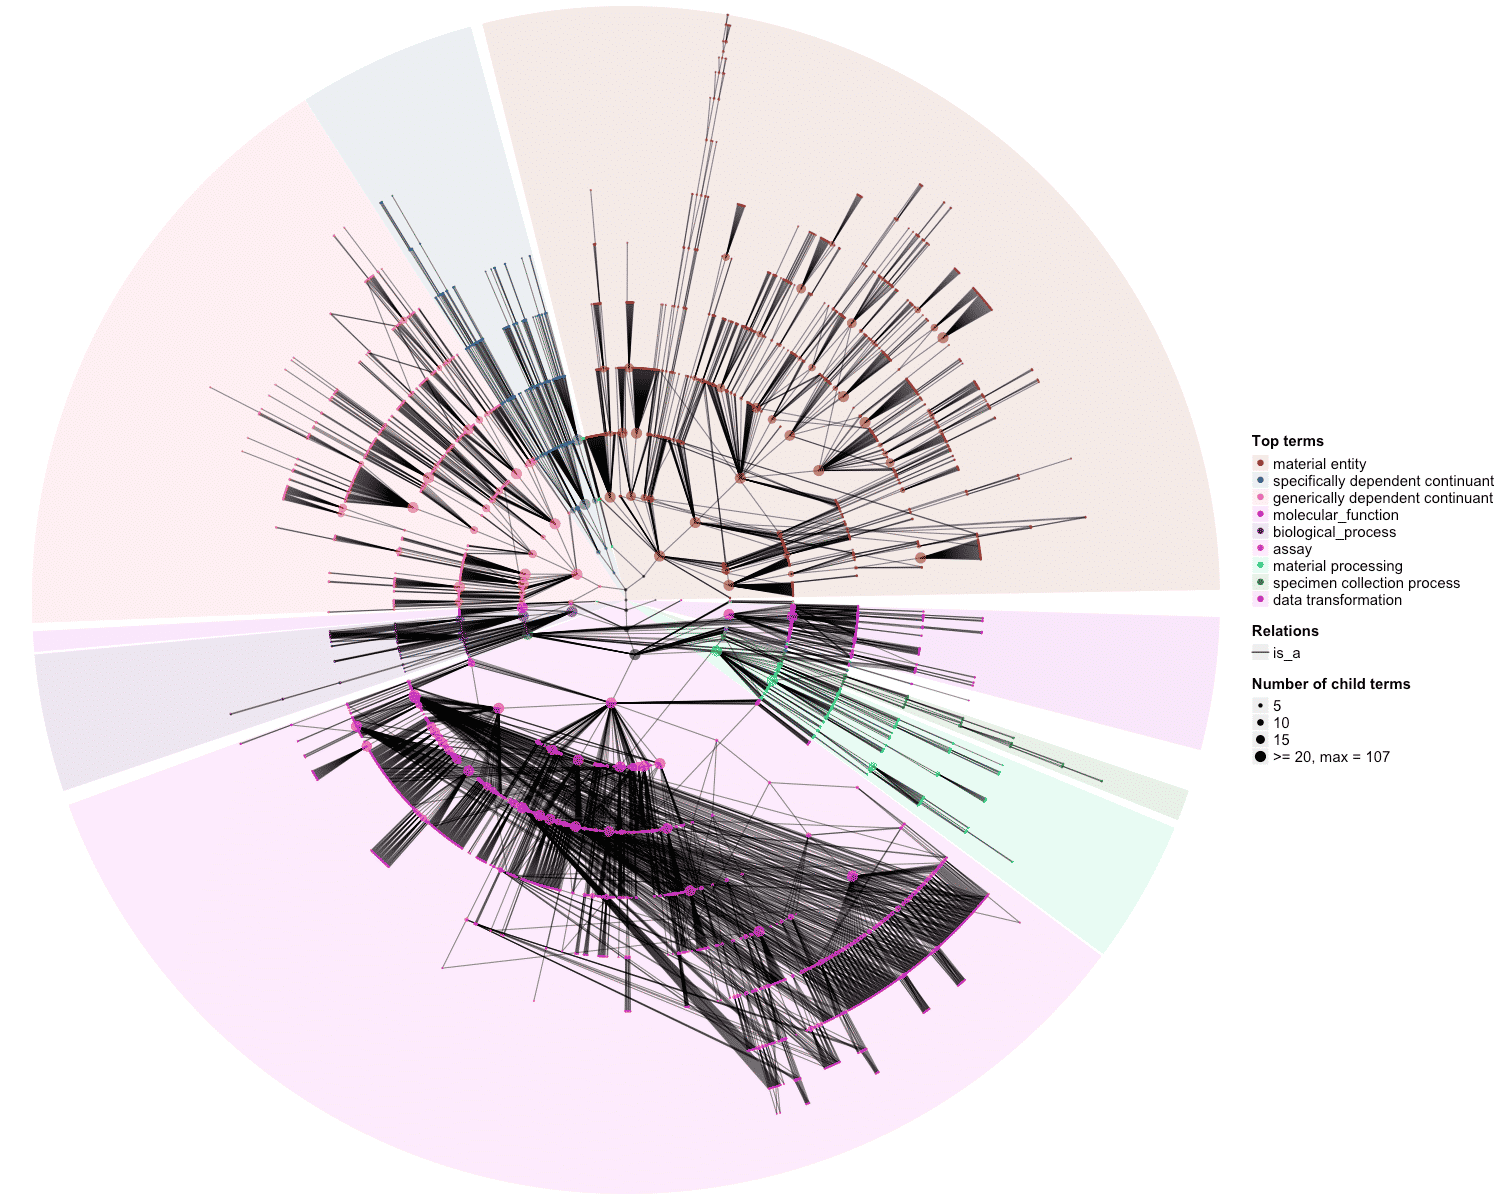 Top terms
material entity
specifically dependent continuant
generically dependent continuant
molecular_function
biological_process
assay
material processing
specimen collection process
data transformation
Relations
is_a
Number of child terms
5
10
15
>= 20, max = 107